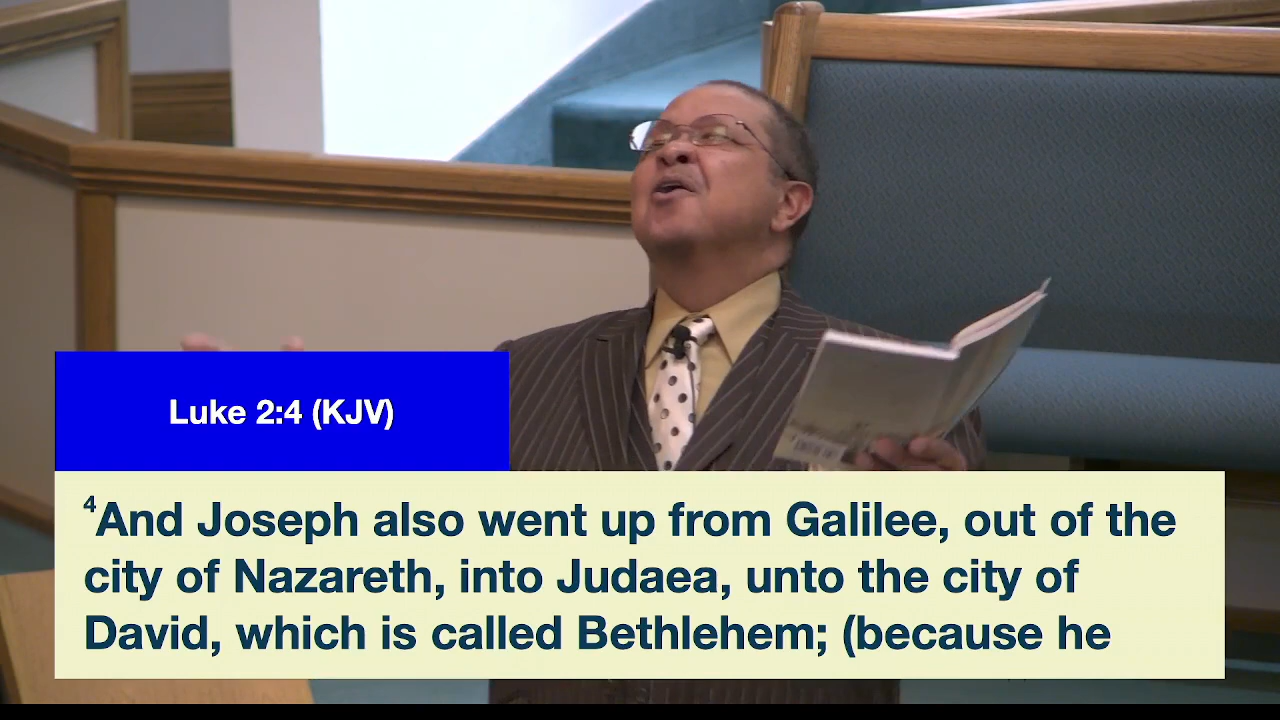 Luke 2:4 (KJV)
4And Joseph also went up from Galilee, out of the
city of Nazareth, into Judaea, unto the city of
David, which is called Bethlehem; (because he